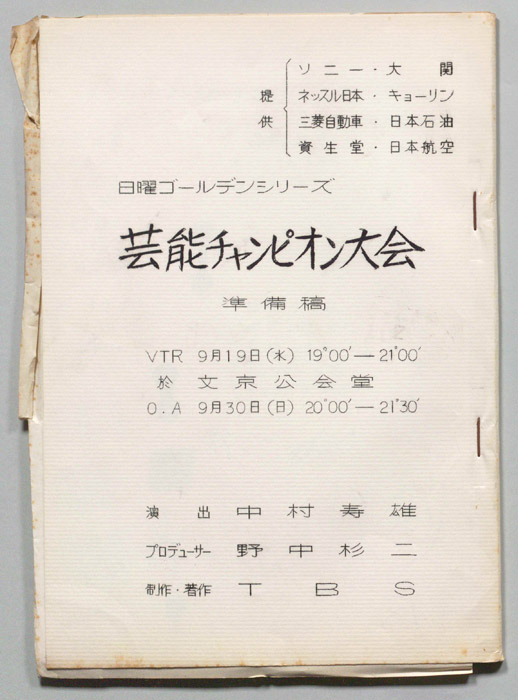 提供
ソニー・大関
ネッスル日本・キョーリン
三菱自動車・日本石油
資生堂・日本航空
日曜ゴールデンシリーズ
芸能チャンピオン大会
準備稿
VTR 9月19日(水) 19°00′―21°00′
於 文京公会堂
O.A 9月30日(日) 20°00′―21°30′
演出 中村寿雄
プロデューサー 野中杉二
制作・著作 TBS